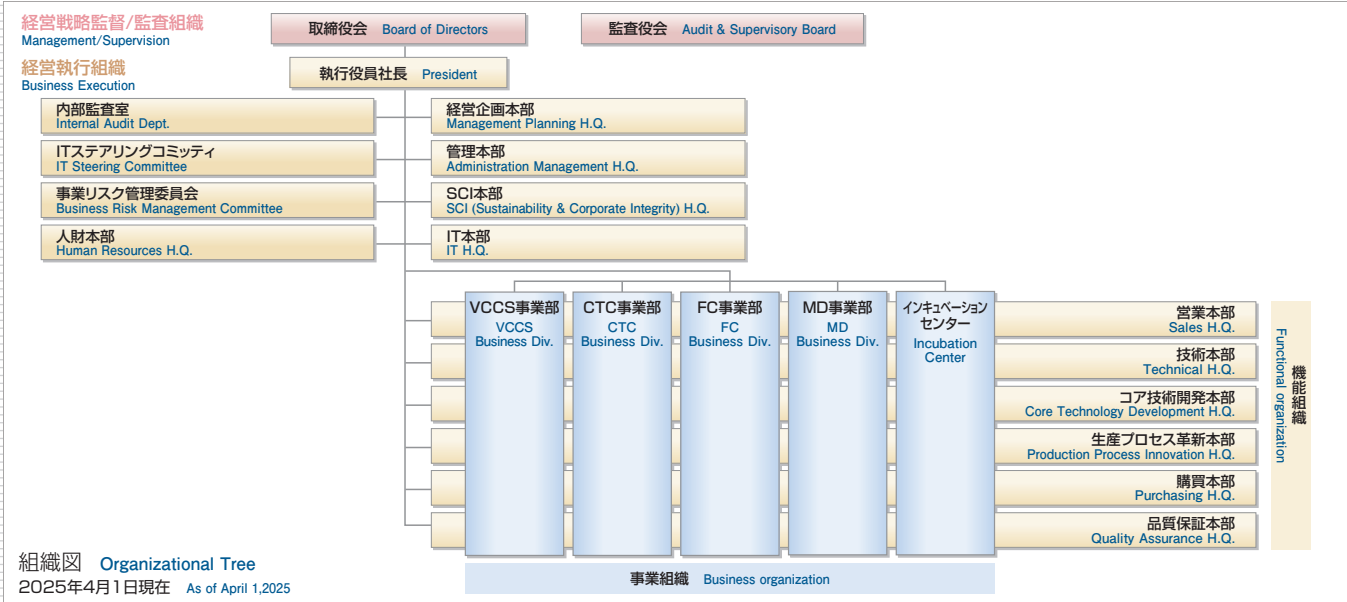 経営戦略監督/監査組織
Management/Supervision
取締役会 Board of Directors
監査役会 Audit & Supervisory Board
経営執行組織
Business Execution
執行役員社長 President
内部監査室
Internal Audit Dept.
経営企画本部
Management Planning H.Q.
ITステアリングコミッティ
IT Steering Committee
管理本部
Administration Management H.Q.
事業リスク管理委員会
Business Risk Management Committee
SCI本部
SCI (Sustainability & Corporate Integrity) H.Q.
人財本部
Human Resources H.Q.
IT本部
IT H.Q.
VCCS事業部
VCCS
Business Div.
CTC事業部
CTC
Business Div.
FC事業部
FC
Business Div.
MD事業部
MD
Business Div.
インキュベーション
センター
Incubation
Center
営業本部
Sales H.Q.
技術本部
Technical H.Q.
コア技術開発本部
Core Technology Development H.Q.
生産プロセス革新本部
Production Process Innovation H.Q.
購買本部
Purchasing H.Q.
品質保証本部
Quality Assurance H.Q.
機能組織
Functional organization
事業組織 Business organization
組織図 Organizational Tree
2025年4月1日現在 As of April 1,2025